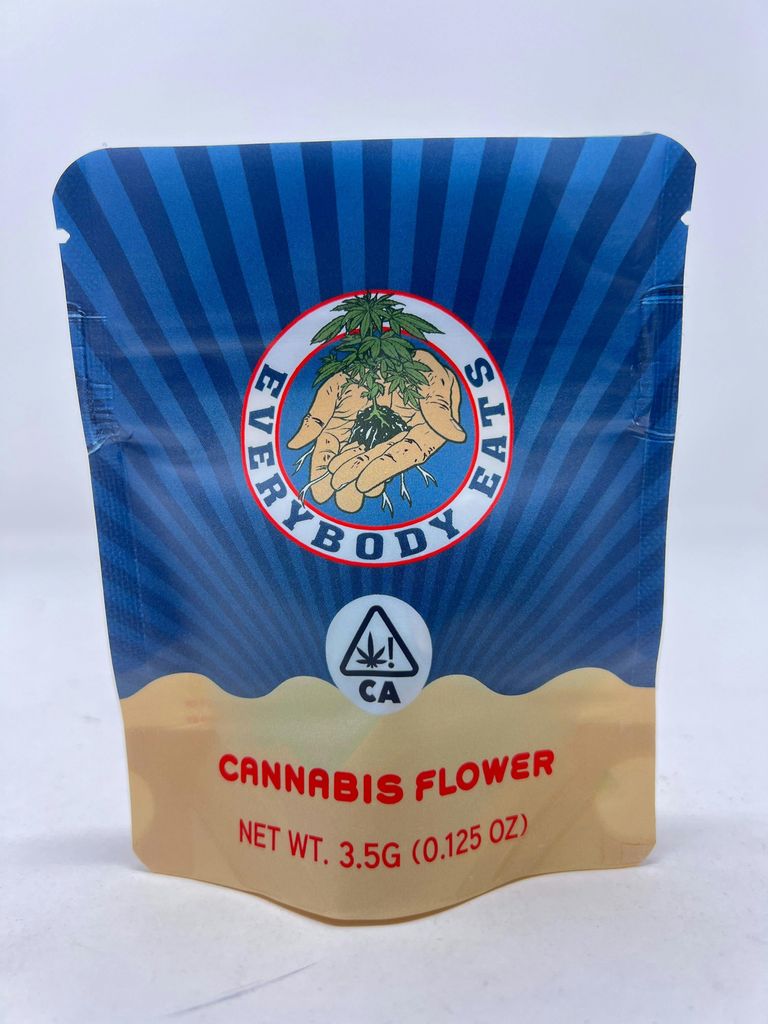 EVERYBODY EATS
CA
CANNABIS FLOWER
NET WT. 3.5G (0.125 OZ)